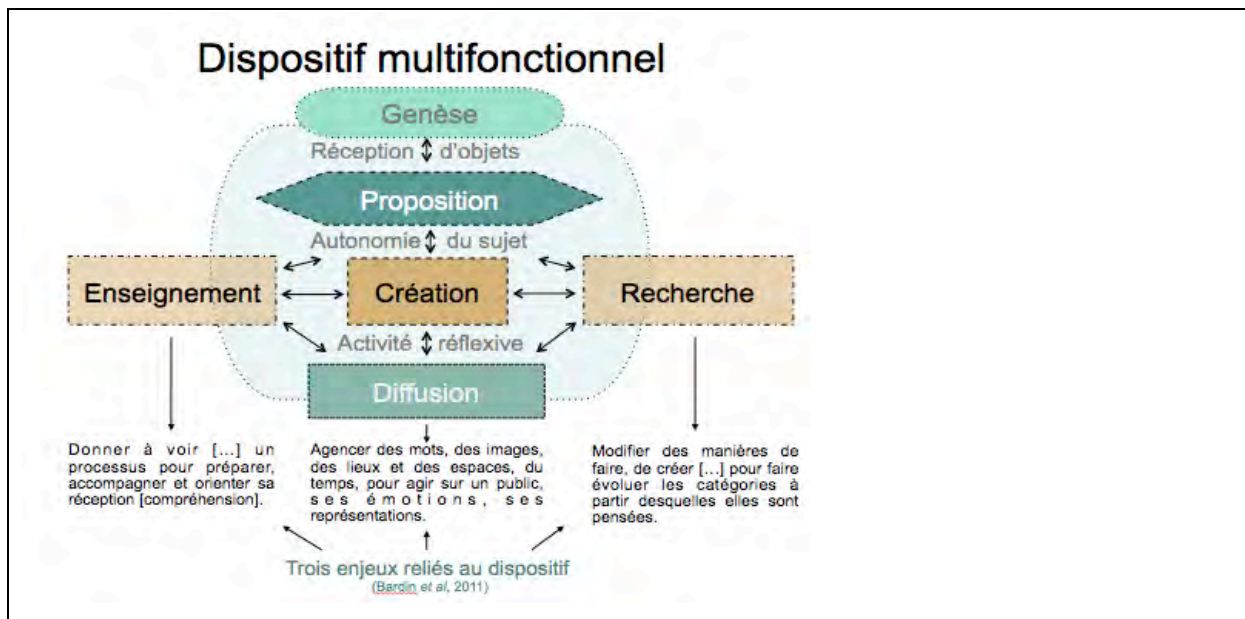 Dispositif multifonctionnel
Genèse
Réception d'objets
Proposition
Autonomie du sujet
Enseignement
Création
Recherche
Activité réflexive
Diffusion
Donner à voir [...] un
processus pour préparer,
accompagner et orienter sa
réception [compréhension].
Agencer des mots, des images,
des lieux et des espaces, du
temps, pour agir sur un public,
ses émotions, ses
représentations.
Modifier des manières de
faire, de créer [...] pour faire
évoluer les catégories à
partir desquelles elles sont
pensées.
Trois enjeux reliés au dispositif
(Bardin et al, 2011)